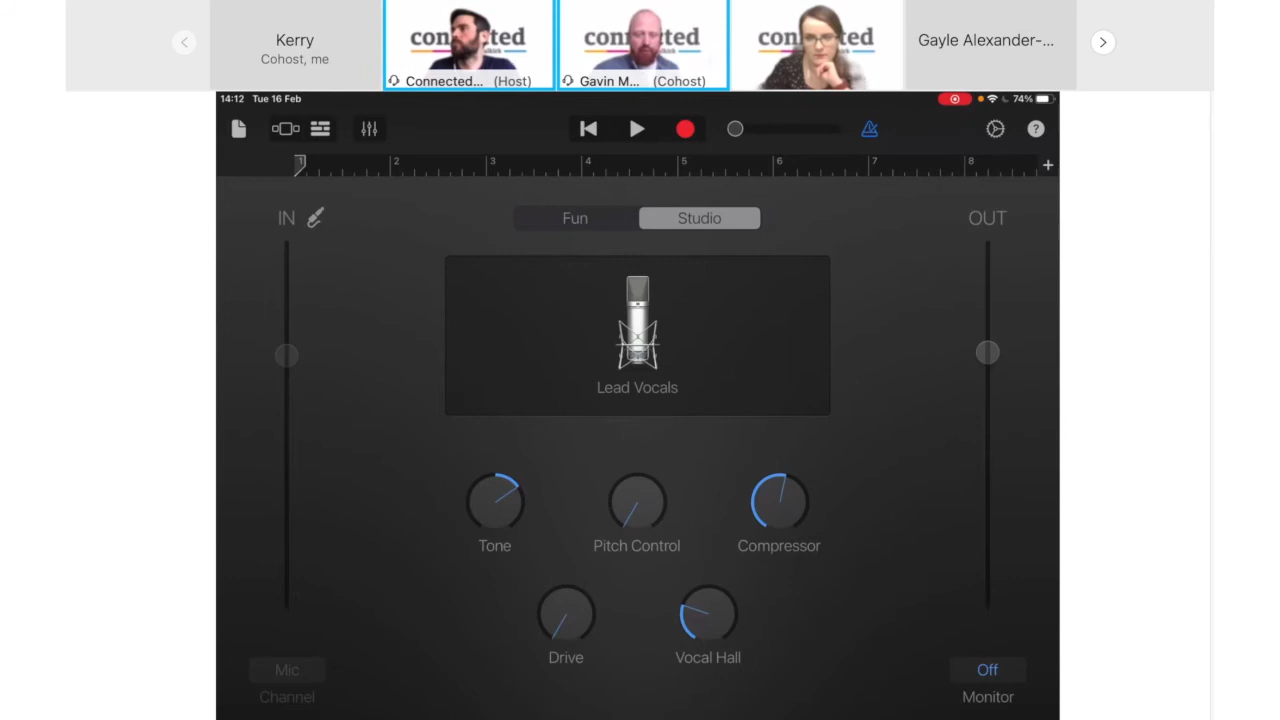 Kerry
Cohost, me
connected
Connected... (Host)
Gavin M... (Cohost)
Gayle Alexander-...
14:12 Tue 16 Feb
74%
1 2 3 4 5 6 7 8 +
IN
Fun
Studio
OUT
Lead Vocals
Tone
Pitch Control
Compressor
Drive
Vocal Hall
Mic
Channel
Off
Monitor